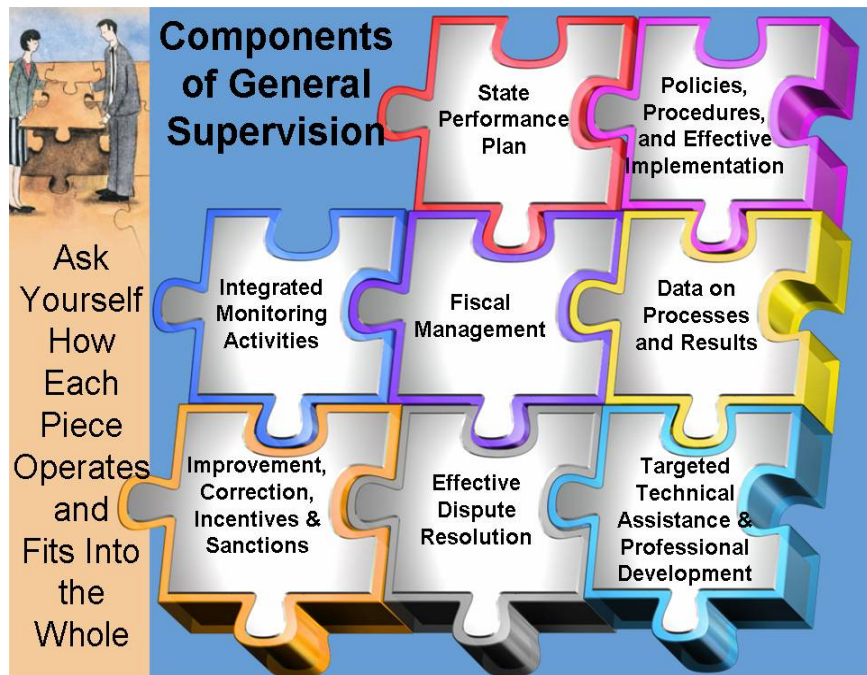 Components
of General
Supervision
State
Performance
Plan
Policies,
Procedures,
and Effective
Implementation
Ask
Yourself
How
Each
Piece
Operates
and
Fits Into
the
Whole
Integrated
Monitoring
Activities
Fiscal
Management
Data on
Processes
and Results
Improvement,
Correction,
Incentives &
Sanctions
Effective
Dispute
Resolution
Targeted
Technical
Assistance &
Professional
Development